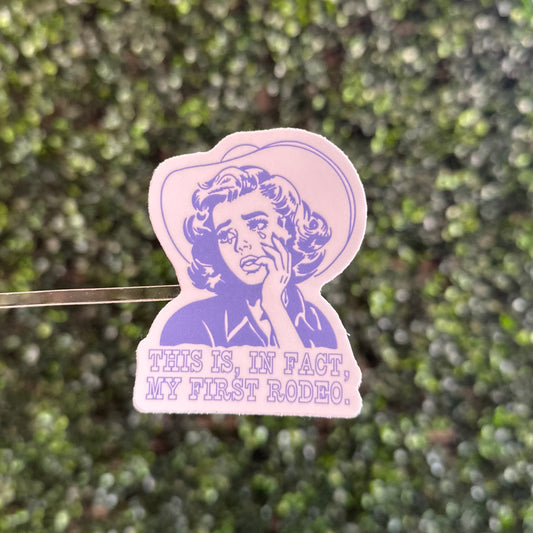 THIS IS, IN FACT,
MY FIRST RODEO.